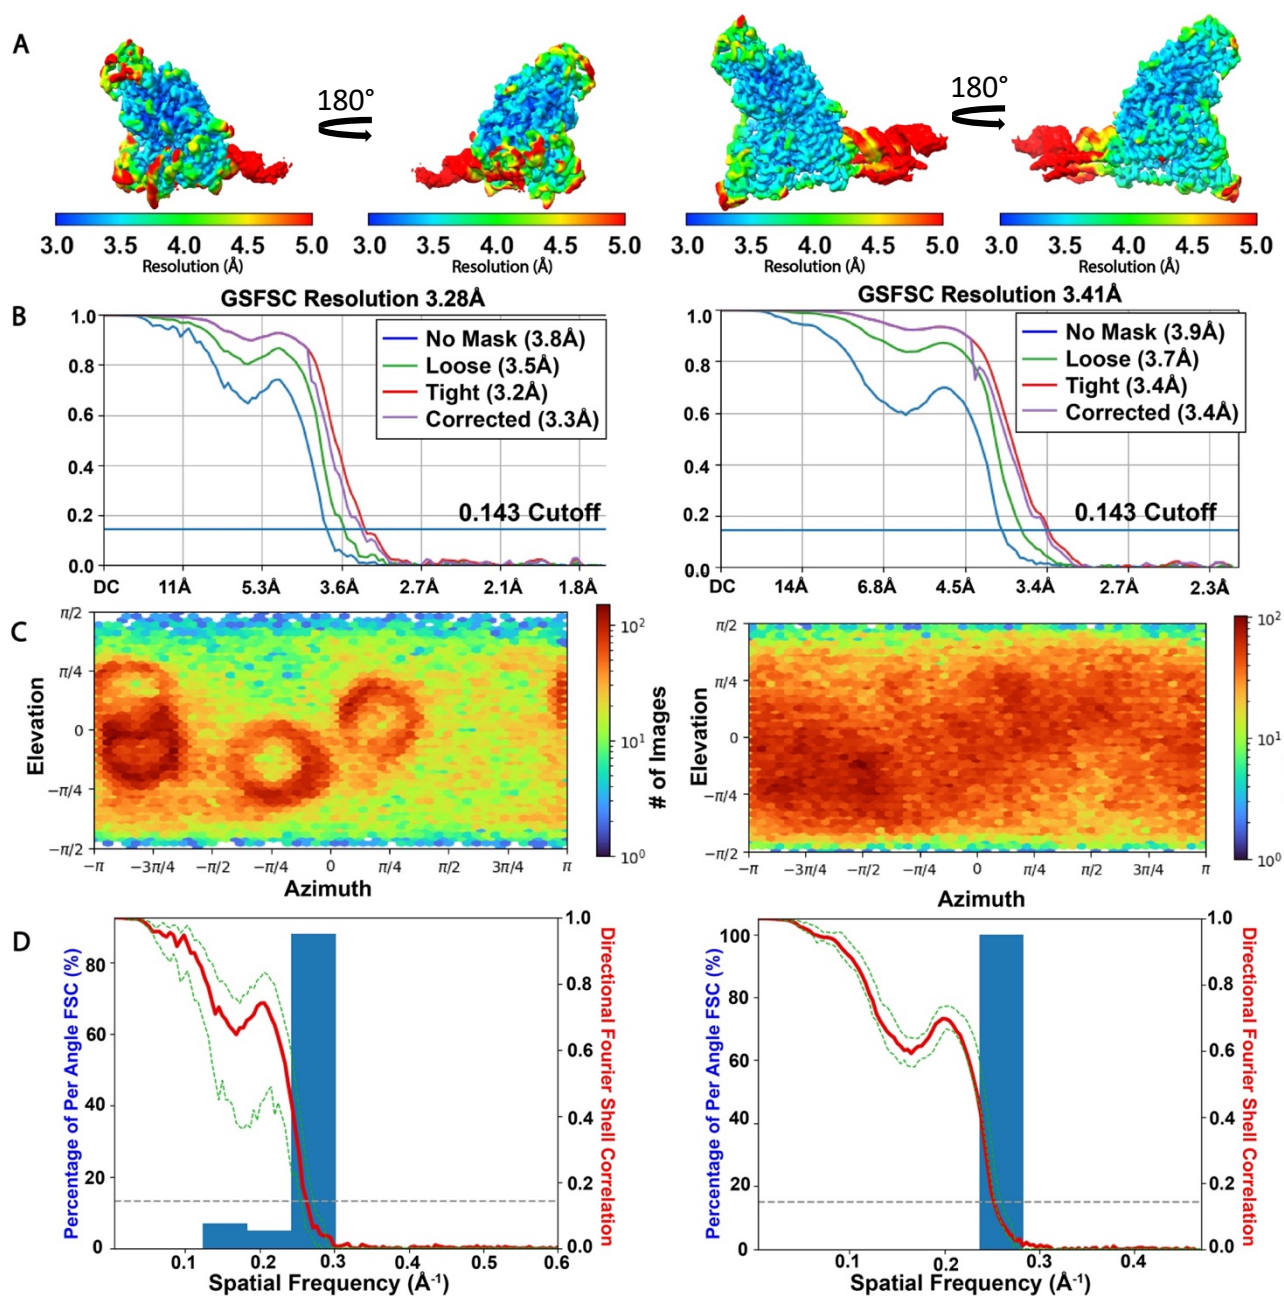 A
180°
180°
3.0 3.5 4.0 4.5 5.0
Resolution (Å)
3.0 3.5 4.0 4.5 5.0
Resolution (Å)
3.0 3.5 4.0 4.5 5.0
Resolution (Å)
3.0 3.5 4.0 4.5 5.0
Resolution (Å)
B
GSFSC Resolution 3.28Å
1.0
0.8
0.6
0.4
0.2
0.0
No Mask (3.8Å)
Loose (3.5Å)
Tight (3.2Å)
Corrected (3.3Å)
0.143 Cutoff
DC 11Å 5.3Å 3.6Å 2.7Å 2.1Å 1.8Å
GSFSC Resolution 3.41Å
1.0
0.8
0.6
0.4
0.2
0.0
No Mask (3.9Å)
Loose (3.7Å)
Tight (3.4Å)
Corrected (3.4Å)
0.143 Cutoff
DC 14Å 6.8Å 4.5Å 3.4Å 2.7Å 2.3Å
C
Elevation
π/2
π/4
0
−π/4
−π/2
−π −3π/4 −π/2 −π/4 0 π/4 π/2 3π/4 π
Azimuth
10²
10¹
10⁰
# of Images
Elevation
π/2
π/4
0
−π/4
−π/2
−π −3π/4 −π/2 −π/4 0 π/4 π/2 3π/4 π
Azimuth
10²
10¹
10⁰
D
Percentage of Per Angle FSC (%)
80
60
40
20
0
0.1 0.2 0.3 0.4 0.5 0.6
Spatial Frequency (Å⁻¹)
1.0
0.8
0.6
0.4
0.2
0.0
Directional Fourier Shell Correlation
Percentage of Per Angle FSC (%)
100
80
60
40
20
0
0.1 0.2 0.3 0.4
Spatial Frequency (Å⁻¹)
1.0
0.8
0.6
0.4
0.2
0.0
Directional Fourier Shell Correlation